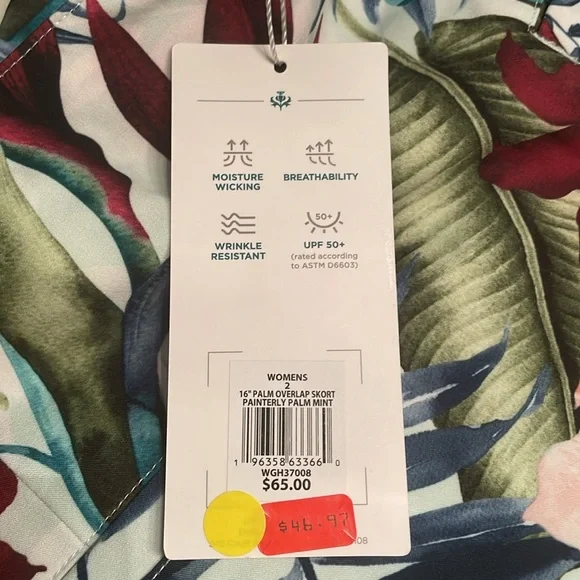 MOISTURE
WICKING
BREATHABILITY
WRINKLE
RESISTANT
50+
UPF 50+
(rated according
to ASTM D6603)
WOMENS
2
16" PALM OVERLAP SKORT
PAINTERLY PALM MINT
1 96358 63366 0
WGH37008
$65.00
$46.97